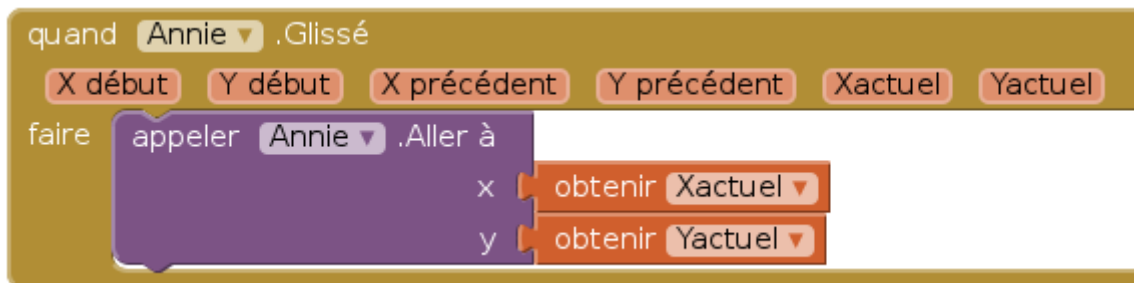 quand Annie .Glissé
X début Y début X précédent Y précédent Xactuel Yactuel
faire appeler Annie .Aller à
x obtenir Xactuel
y obtenir Yactuel